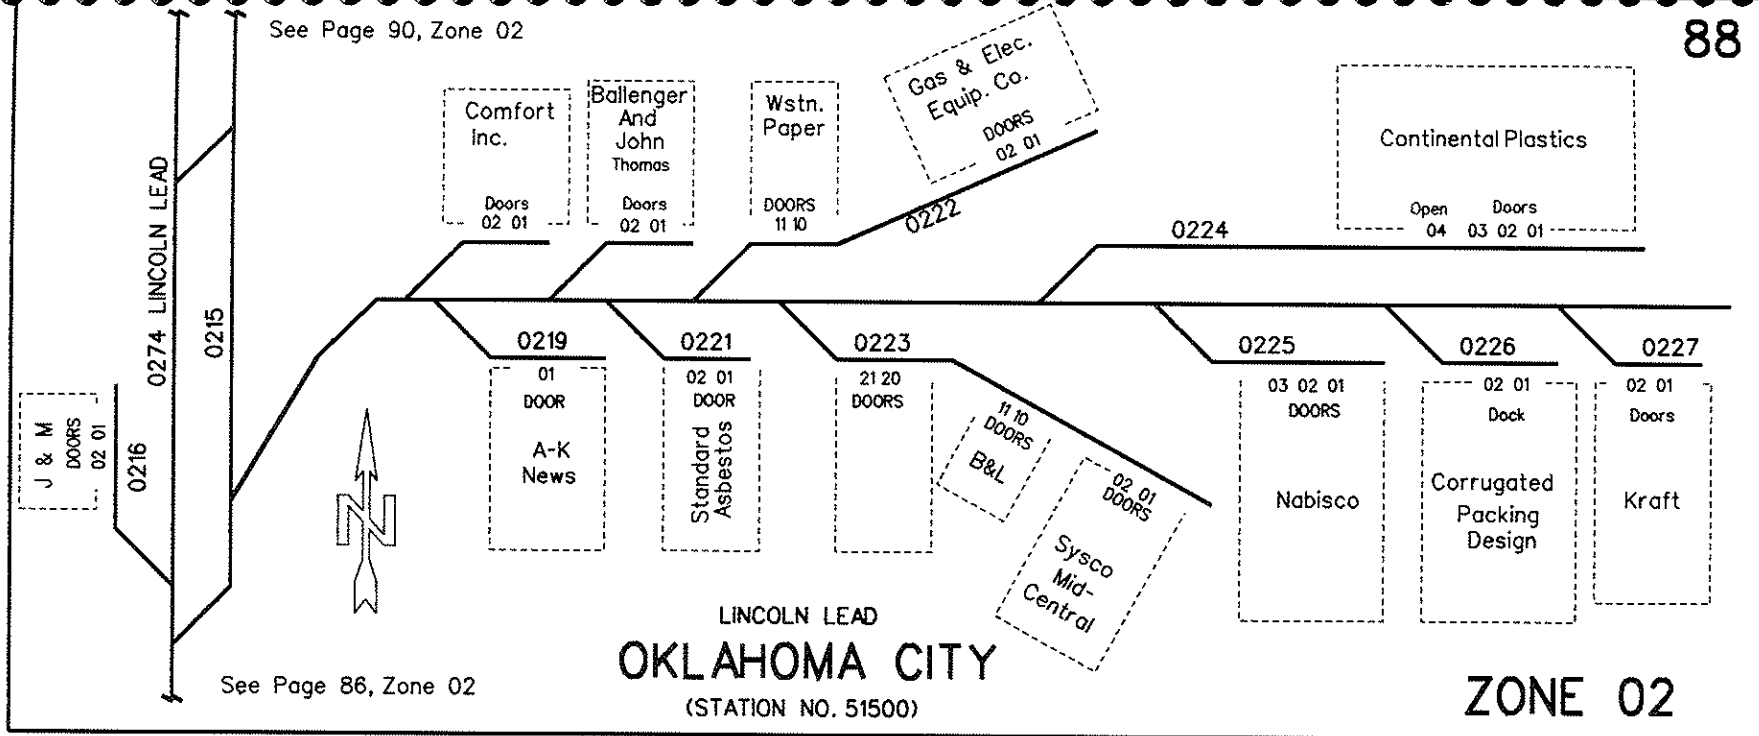 See Page 90, Zone 02
88
Comfort
Inc.
Doors
02 01
Ballenger
And
John
Thomas
Doors
02 01
Wstn.
Paper
DOORS
11 10
Gas & Elec.
Equip. Co.
DOORS
02 01
0222
Continental Plastics
Open Doors
04 03 02 01
0224
0274 LINCOLN LEAD
0215
J & M
DOORS
02 01
0216
0219
01
DOOR
A-K
News
0221
02 01
DOOR
Standard
Asbestos
0223
21 20
DOORS
11 10
DOORS
B&L
02 01
DOORS
Sysco
Mid-
Central
0225
03 02 01
DOORS
Nabisco
0226
02 01
Dock
Corrugated
Packing
Design
0227
02 01
Doors
Kraft
N
See Page 86, Zone 02
LINCOLN LEAD
OKLAHOMA CITY
(STATION NO. 51500)
ZONE 02